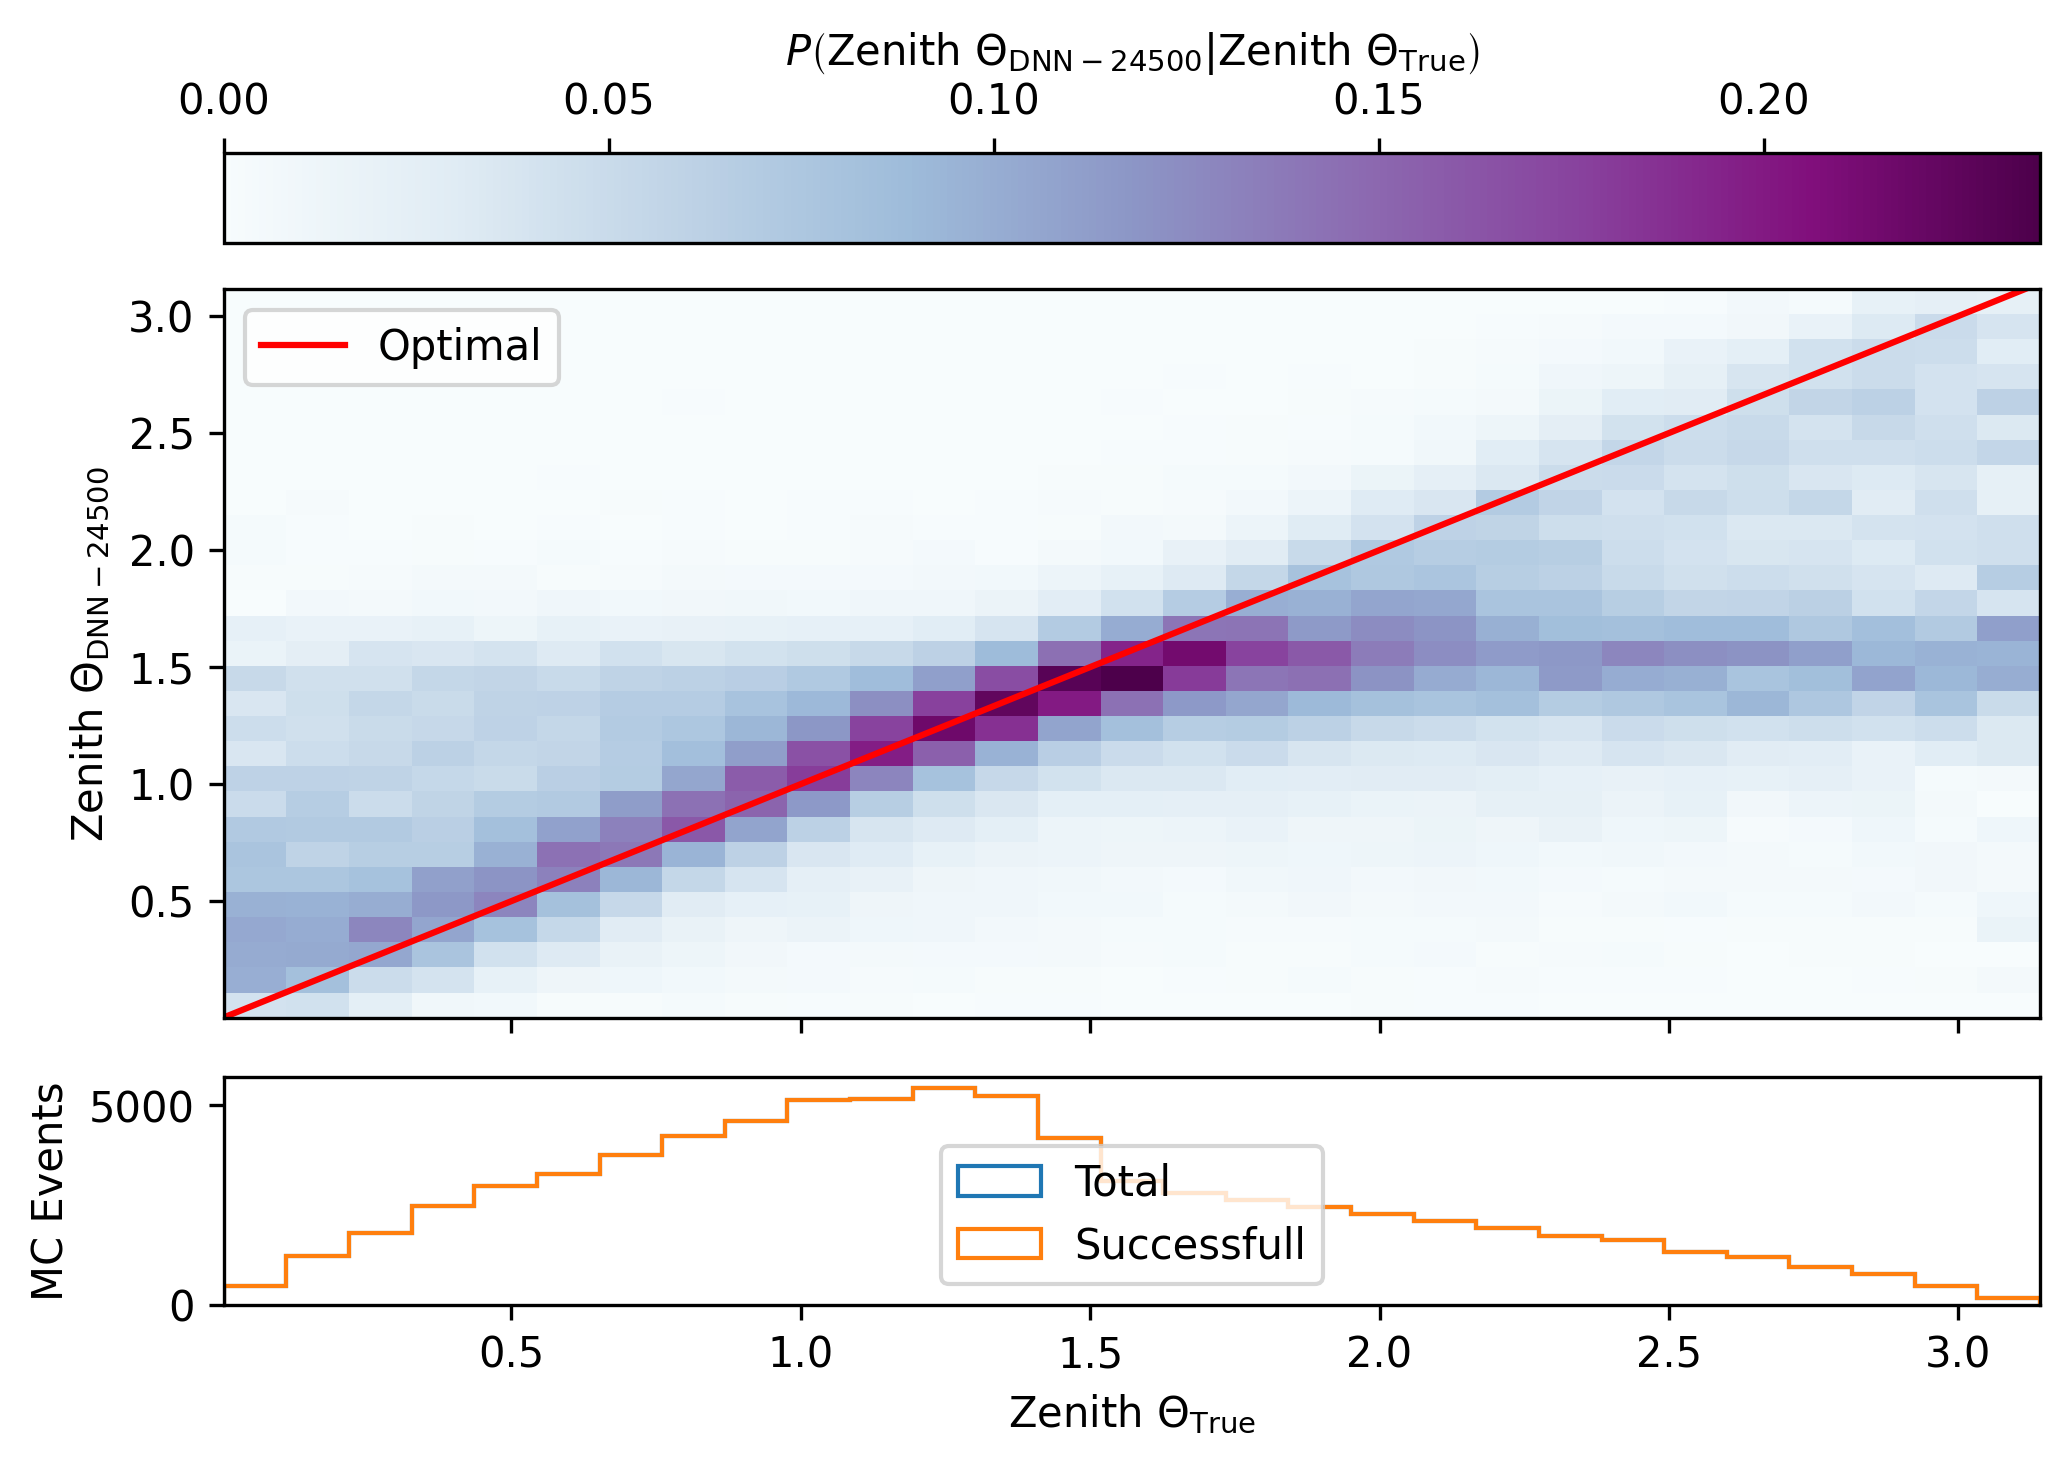 P(Zenith Θ_DNN − 24500|Zenith Θ_True)
0.00 0.05 0.10 0.15 0.20
Optimal
3.0
2.5
2.0
1.5
1.0
0.5
Zenith Θ_DNN − 24500
MC Events
5000
0
Total
Successfull
0.5 1.0 1.5 2.0 2.5 3.0
Zenith Θ_True